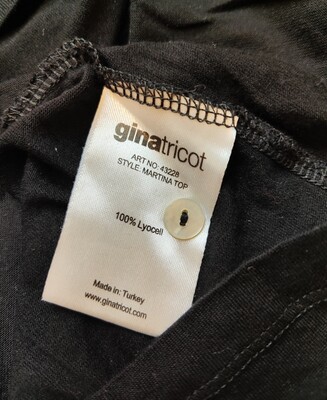 ginatricot
ART NO: 43228
STYLE: MARTINA TOP
100% Lyocell
Made in: Turkey
www.ginatricot.com